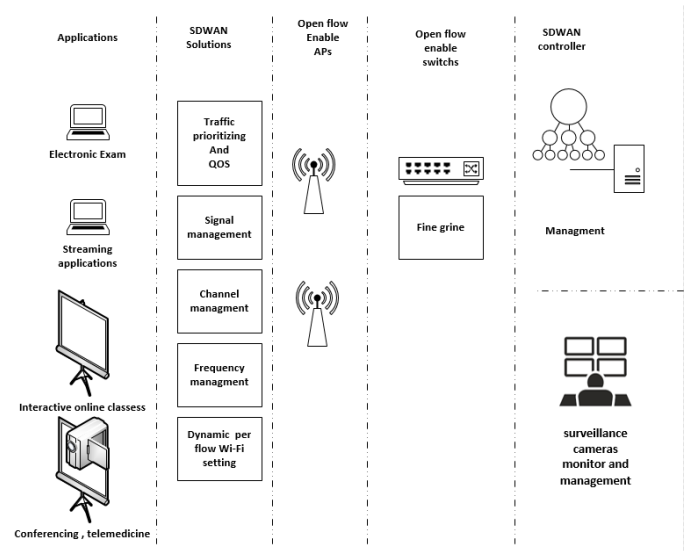 Applications
SDWAN
Solutions
Open flow
Enable
APs
Open flow
enable
switchs
SDWAN
controller
Electronic Exam
Streaming
applications
Interactive online classess
Conferencing , telemedicine
Traffic
prioritizing
And
QOS
Signal
management
Channel
managment
Frequency
managment
Dynamic per
flow Wi-Fi
setting
Fine grine
Managment
surveillance
cameras
monitor and
management